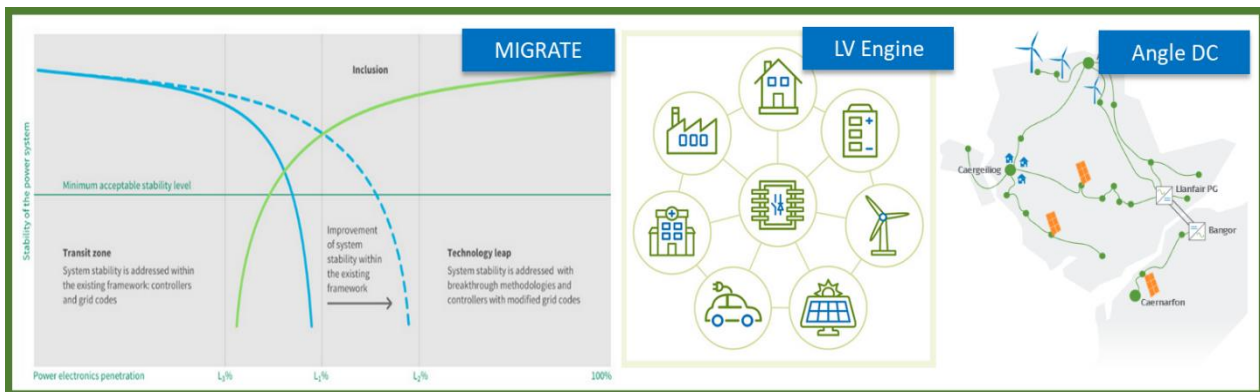 MIGRATE
Inclusion
Stability of the power system
Minimum acceptable stability level
Transit zone
System stability is addressed within
the existing framework: controllers
and grid codes
Improvement
of system
stability within
the existing
framework
Technology leap
System stability is addressed with
breakthrough methodologies and
controllers with modified grid codes
Power electronics penetration
L₀%
L₁%
L₂%
100%
LV Engine
Angle DC
Caergeiliog
Llanfair PG
Bangor
Caernarfon